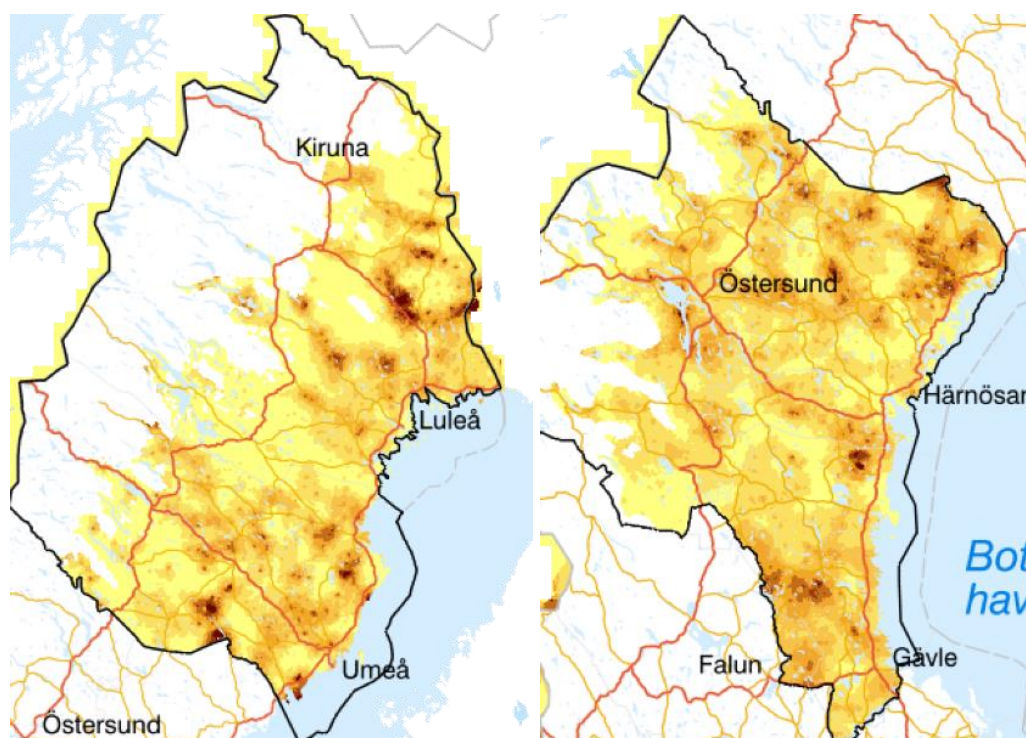 Kiruna
Luleå
Umeå
Östersund
Östersund
Härnösan
Bot
hav
Falun
Gävle